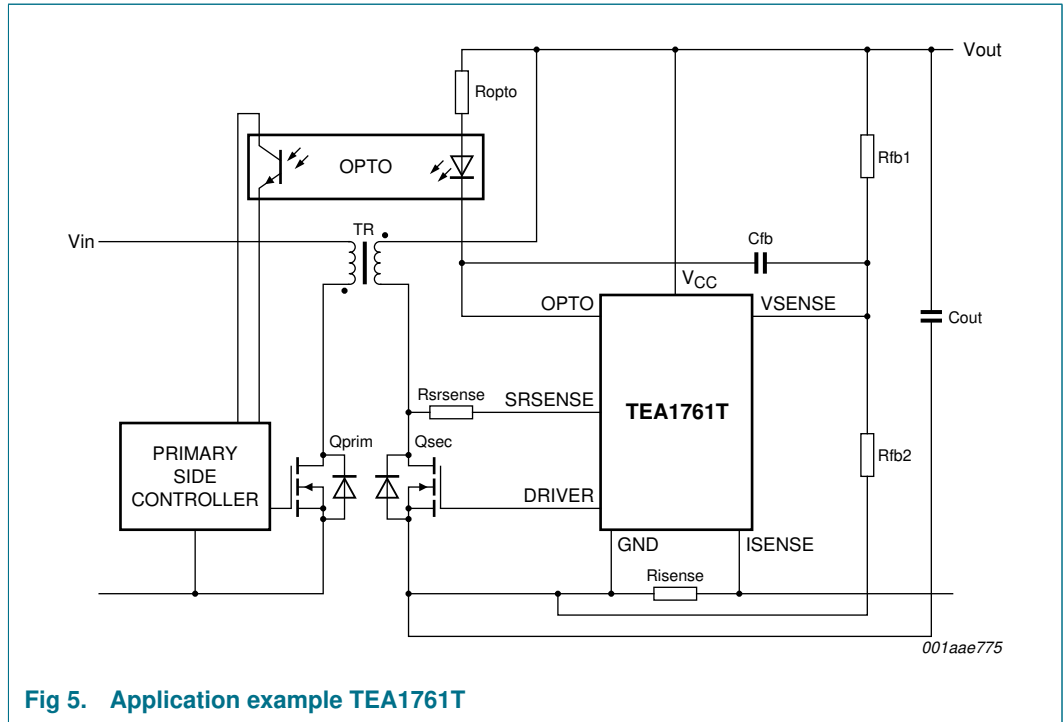 Vout
Ropto
OPTO
Rfb1
TR
Vin
Cfb
VCC
OPTO
VSENSE
Cout
Rsrsense
SRSENSE
TEA1761T
PRIMARY
SIDE
CONTROLLER
Qprim
Qsec
Rfb2
DRIVER
GND
ISENSE
Risense
001aae775
Fig 5. Application example TEA1761T